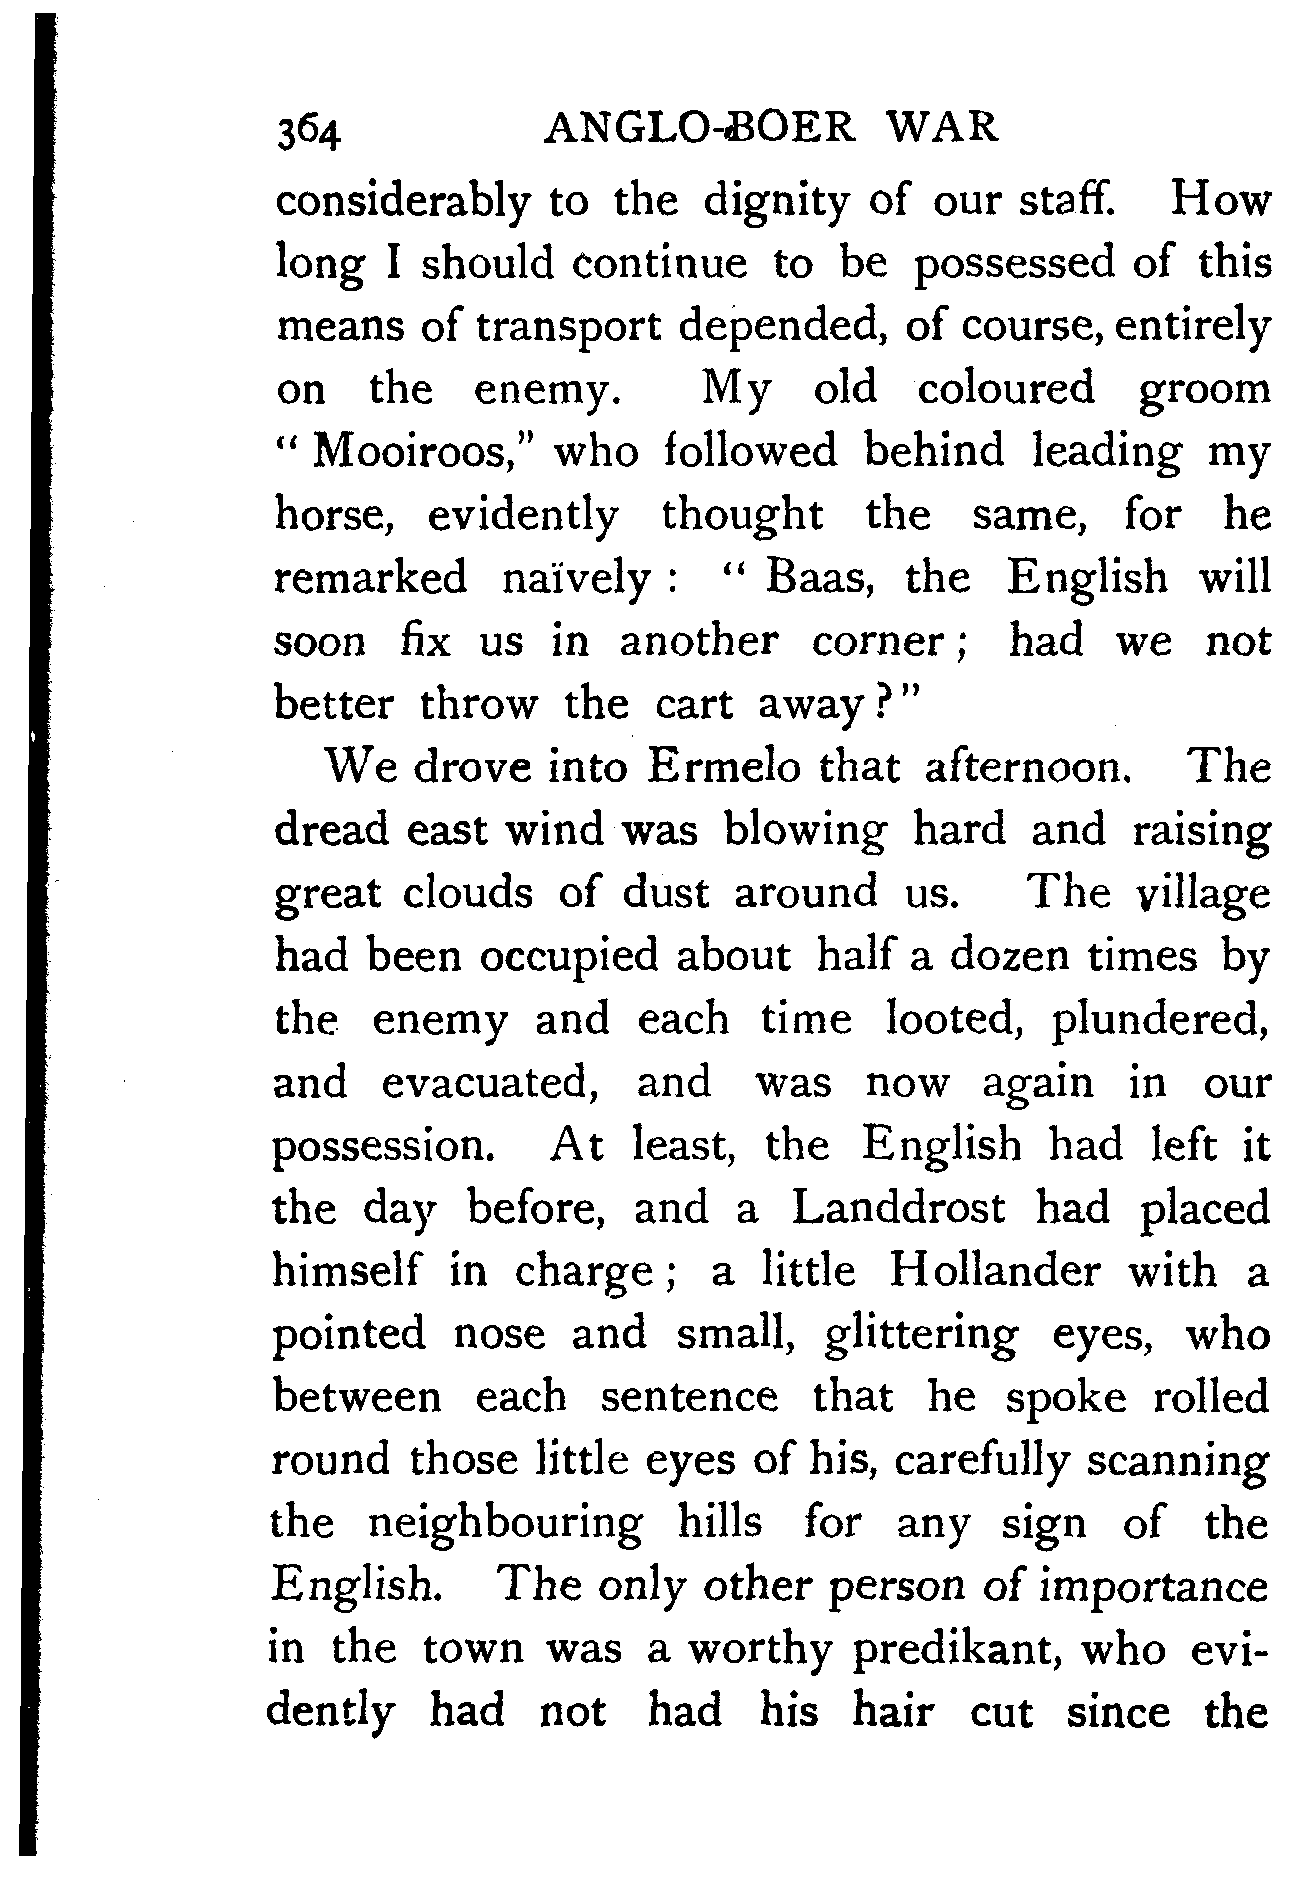 364 ANGLO-BOER WAR
considerably to the dignity of our staff. How
long I should continue to be possessed of this
means of transport depended, of course, entirely
on the enemy. My old coloured groom
“ Mooiroos,” who followed behind leading my
horse, evidently thought the same, for he
remarked naïvely : “ Baas, the English will
soon fix us in another corner ; had we not
better throw the cart away ?”
We drove into Ermelo that afternoon. The
dread east wind was blowing hard and raising
great clouds of dust around us. The village
had been occupied about half a dozen times by
the enemy and each time looted, plundered,
and evacuated, and was now again in our
possession. At least, the English had left it
the day before, and a Landdrost had placed
himself in charge ; a little Hollander with a
pointed nose and small, glittering eyes, who
between each sentence that he spoke rolled
round those little eyes of his, carefully scanning
the neighbouring hills for any sign of the
English. The only other person of importance
in the town was a worthy predikant, who evi-
dently had not had his hair cut since the